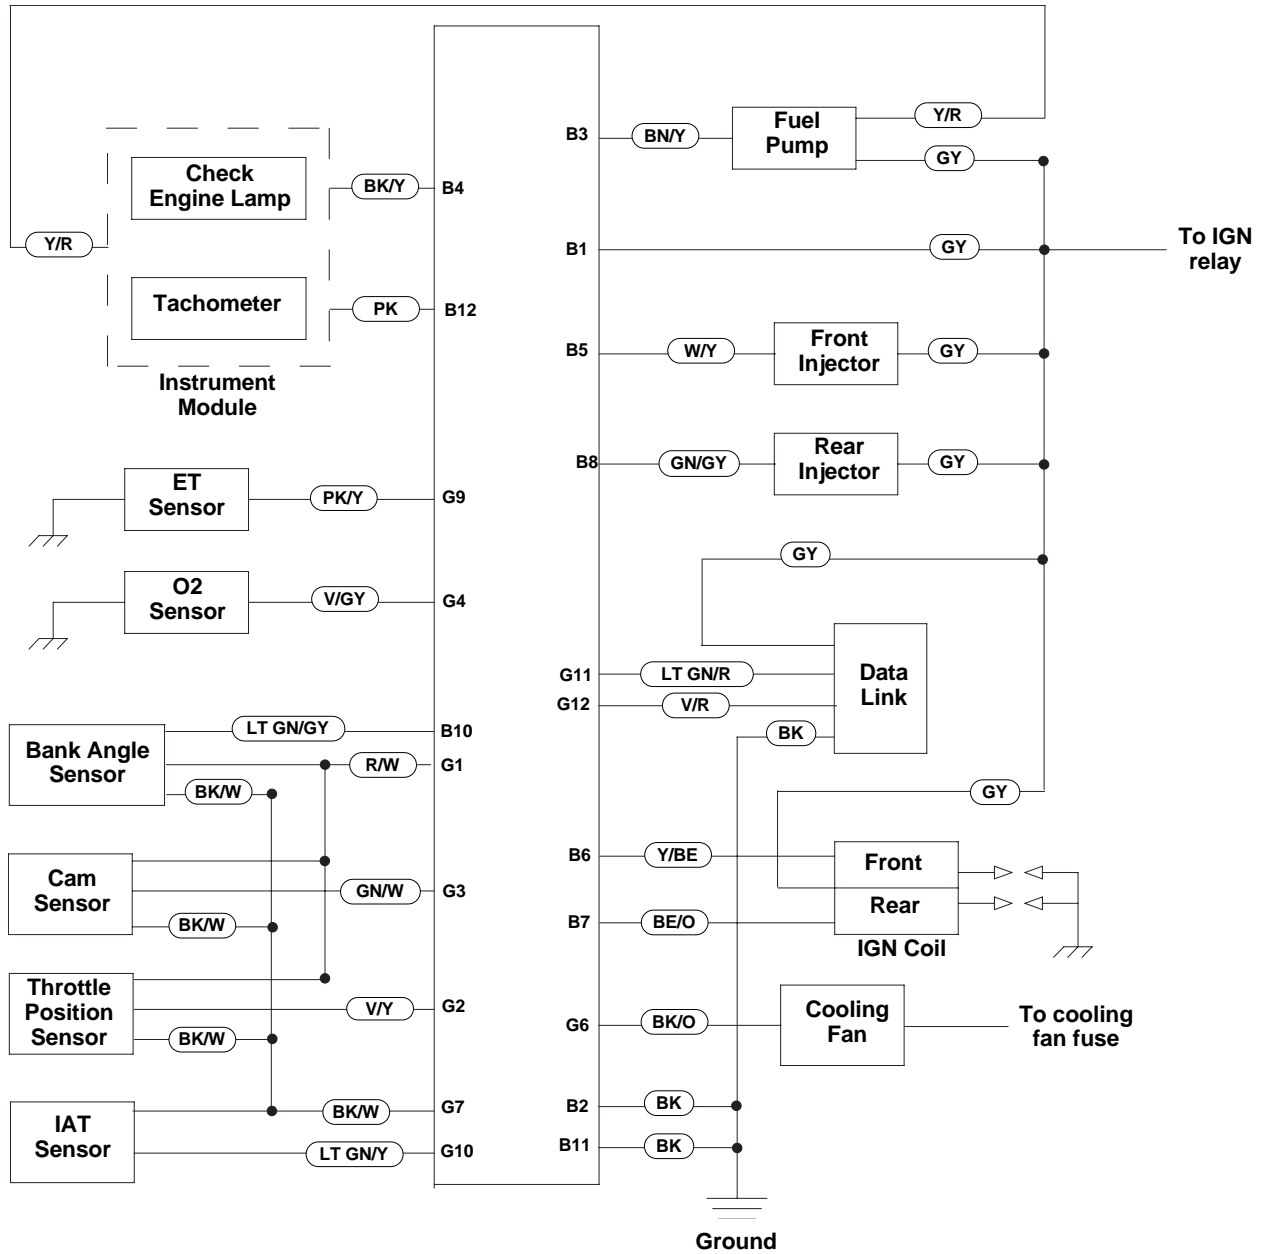 B3
BN/Y
Fuel
Pump
Y/R
GY
Check
Engine Lamp
BK/Y
B4
Y/R
B1
GY
To IGN
relay
Tachometer
PK
B12
Instrument
Module
B5
W/Y
Front
Injector
GY
B8
GN/GY
Rear
Injector
GY
ET
Sensor
PK/Y
G9
GY
O2
Sensor
V/GY
G4
G11
LT GN/R
Data
Link
G12
V/R
BK
Bank Angle
Sensor
LT GN/GY
B10
R/W
G1
BK/W
GY
B6
Y/BE
Front
Cam
Sensor
GN/W
G3
BK/W
B7
BE/O
Rear
IGN Coil
Throttle
Position
Sensor
V/Y
G2
BK/W
G6
BK/O
Cooling
Fan
To cooling
fan fuse
IAT
Sensor
BK/W
G7
LT GN/Y
G10
B2
BK
B11
BK
Ground